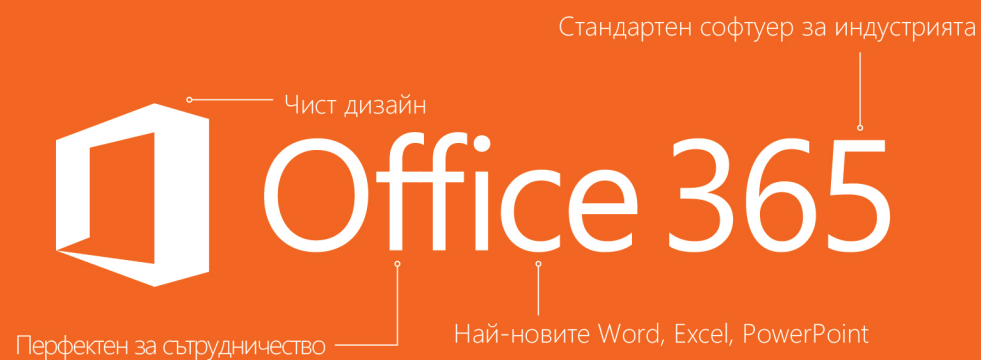 Стандартен софтуер за индустрията
Чист дизайн
Office 365
Най-новите Word, Excel, PowerPoint
Перфектен за сътрудничество